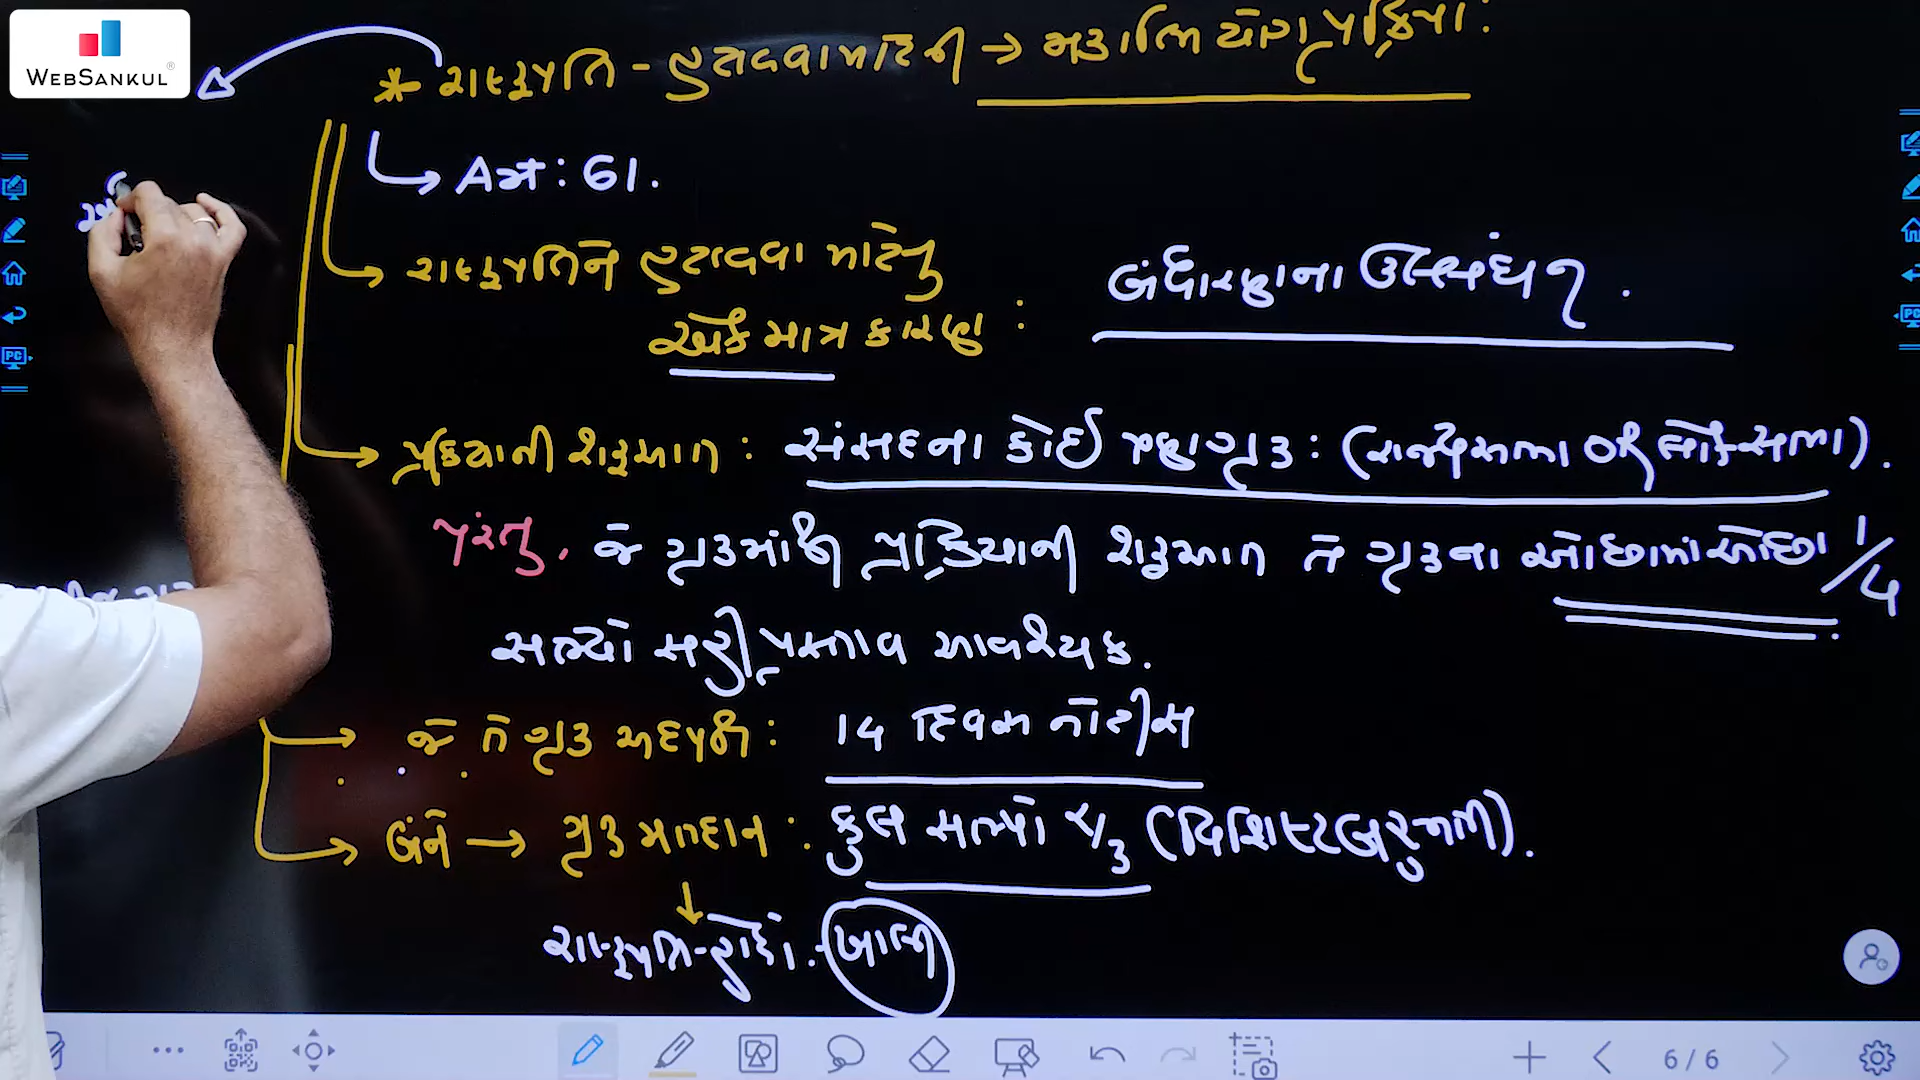 WEBSANKUL®
* રાષ્ટ્રપતિ - હટાવવા માટેની → મહાભિયોગ પ્રક્રિયા:
Art : 61.
રાષ્ટ્રપતિને હટાવવા માટેનુ
એક માત્ર કારણ : બંધારણના ઉલ્લંઘન.
પ્રક્રિયાની શરૂઆત : સંસદના કોઈ પણ ગૃહ : (રાજ્યસભા OR લોકસભા).
પરંતુ, જે ગૃહમાંથી પ્રક્રિયાની શરૂઆત તે ગૃહના ઓછામાં ઓછા 1/4
સભ્યો સહી પ્રસ્તાવ આવશ્યક.
જે તે ગૃહ અધ્યક્ષ : 14 દિવસ નોટીસ
બંને → ગૃહ મતદાન : કુલ સભ્યો 2/3 (વિશિષ્ટ બહુમતી).
રાષ્ટ્રપતિ - હોદ્દો. ખાલી
6 / 6